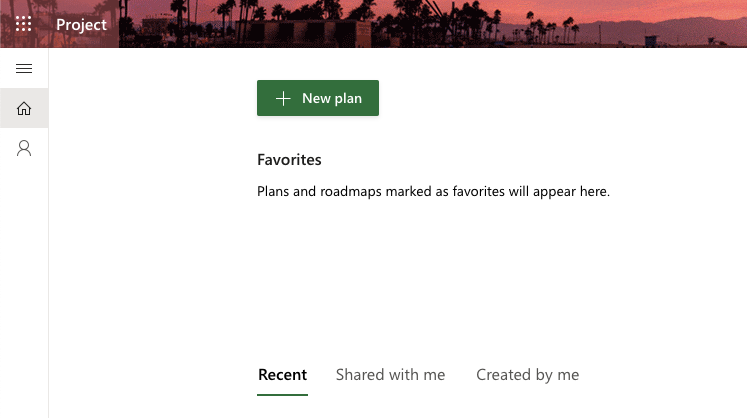 Project
New plan
Favorites
Plans and roadmaps marked as favorites will appear here.
Recent Shared with me Created by me